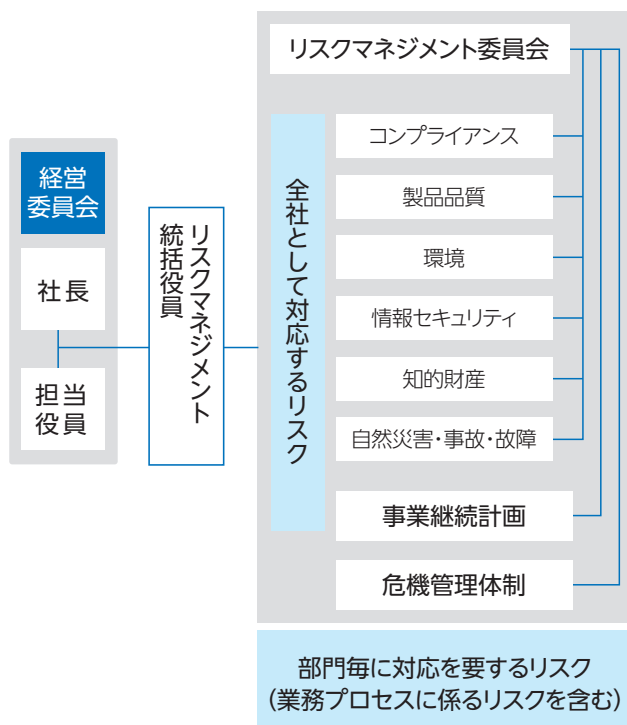 リスクマネジメント委員会
経営
委員会
社長
担当
役員
リスクマネジメント
統括役員
全社として対応するリスク
コンプライアンス
製品品質
環境
情報セキュリティ
知的財産
自然災害・事故・故障
事業継続計画
危機管理体制
部門毎に対応を要するリスク
(業務プロセスに係るリスクを含む)